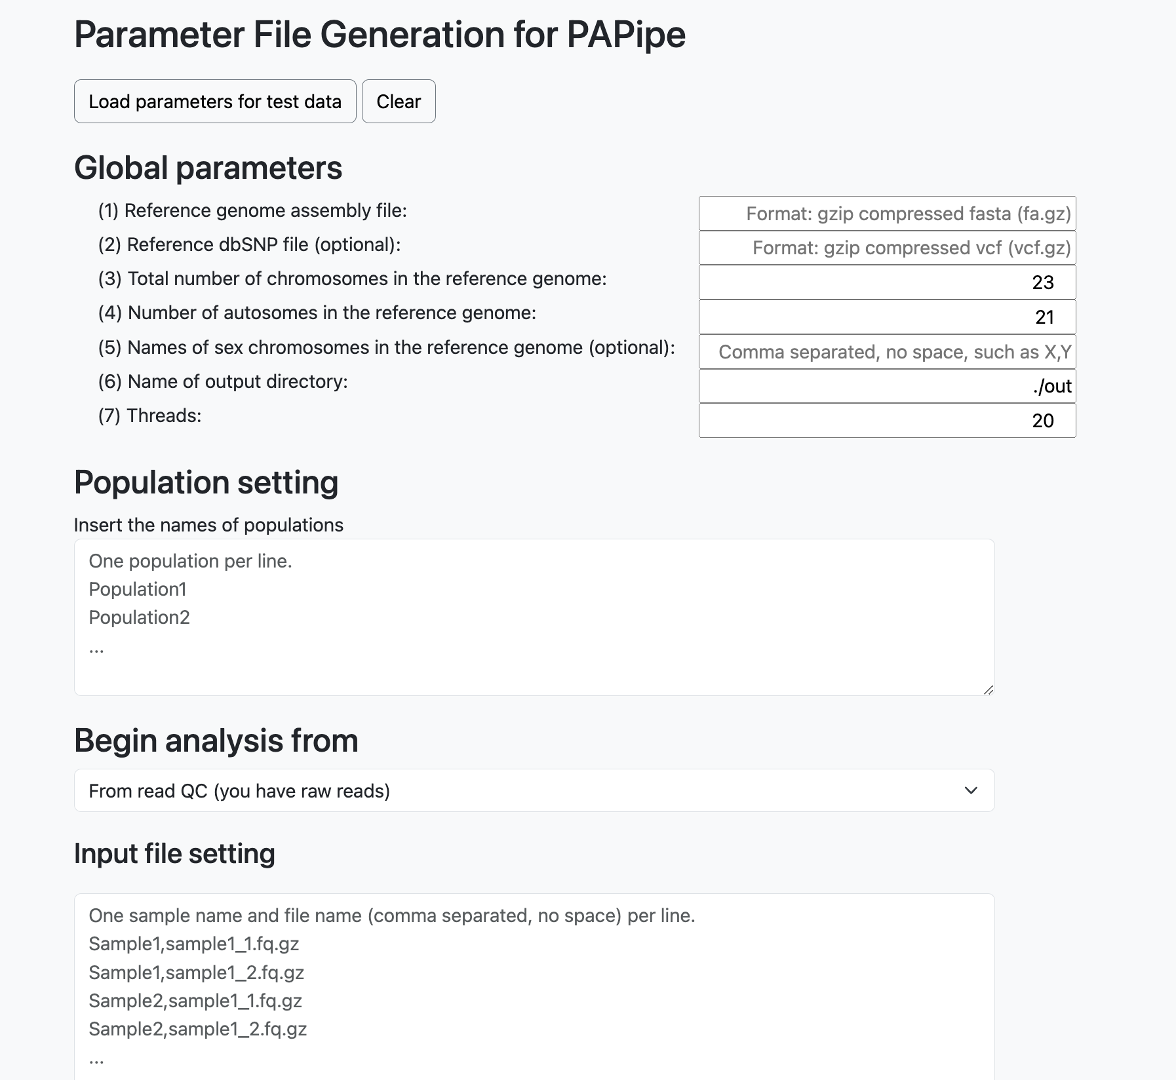 Parameter File Generation for PAPipe
Load parameters for test data
Clear
Global parameters
(1) Reference genome assembly file:
Format: gzip compressed fasta (fa.gz)
(2) Reference dbSNP file (optional):
Format: gzip compressed vcf (vcf.gz)
(3) Total number of chromosomes in the reference genome:
23
(4) Number of autosomes in the reference genome:
21
(5) Names of sex chromosomes in the reference genome (optional):
Comma separated, no space, such as X,Y
(6) Name of output directory:
./out
(7) Threads:
20
Population setting
Insert the names of populations
One population per line.
Population1
Population2
...
Begin analysis from
From read QC (you have raw reads)
Input file setting
One sample name and file name (comma separated, no space) per line.
Sample1,sample1_1.fq.gz
Sample1,sample1_2.fq.gz
Sample2,sample1_1.fq.gz
Sample2,sample1_2.fq.gz
...